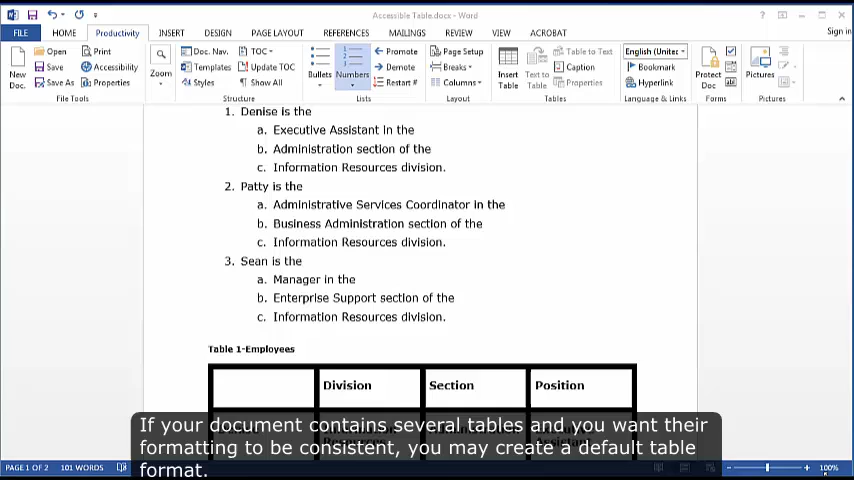 Accessible Table.docx - Word
FILE HOME Productivity INSERT DESIGN PAGE LAYOUT REFERENCES MAILINGS REVIEW VIEW ACROBAT Sign in
Open Print Doc. Nav. TOC Promote Page Setup Table to Text English (Unitec
Save Accessibility Templates Update TOC Demote Breaks Caption Bookmark
Save As Properties Styles Show All Restart # Columns Properties Hyperlink
New Doc. Zoom Bullets Numbers Insert Table Text to Table Protect Doc Pictures
File Tools Structure Lists Layout Tables Language & Links Forms Pictures
1. Denise is the
a. Executive Assistant in the
b. Administration section of the
c. Information Resources division.
2. Patty is the
a. Administrative Services Coordinator in the
b. Business Administration section of the
c. Information Resources division.
3. Sean is the
a. Manager in the
b. Enterprise Support section of the
c. Information Resources division.
Table 1-Employees
Division Section Position
If your document contains several tables and you want their
formatting to be consistent, you may create a default table
format.
PAGE 1 OF 2 101 WORDS 100%